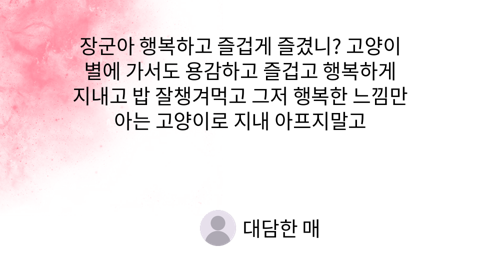 장군아 행복하고 즐겁게 즐겼니? 고양이
별에 가서도 용감하고 즐겁고 행복하게
지내고 밥 잘챙겨먹고 그저 행복한 느낌만
아는 고양이로 지내 아프지말고
대담한 매